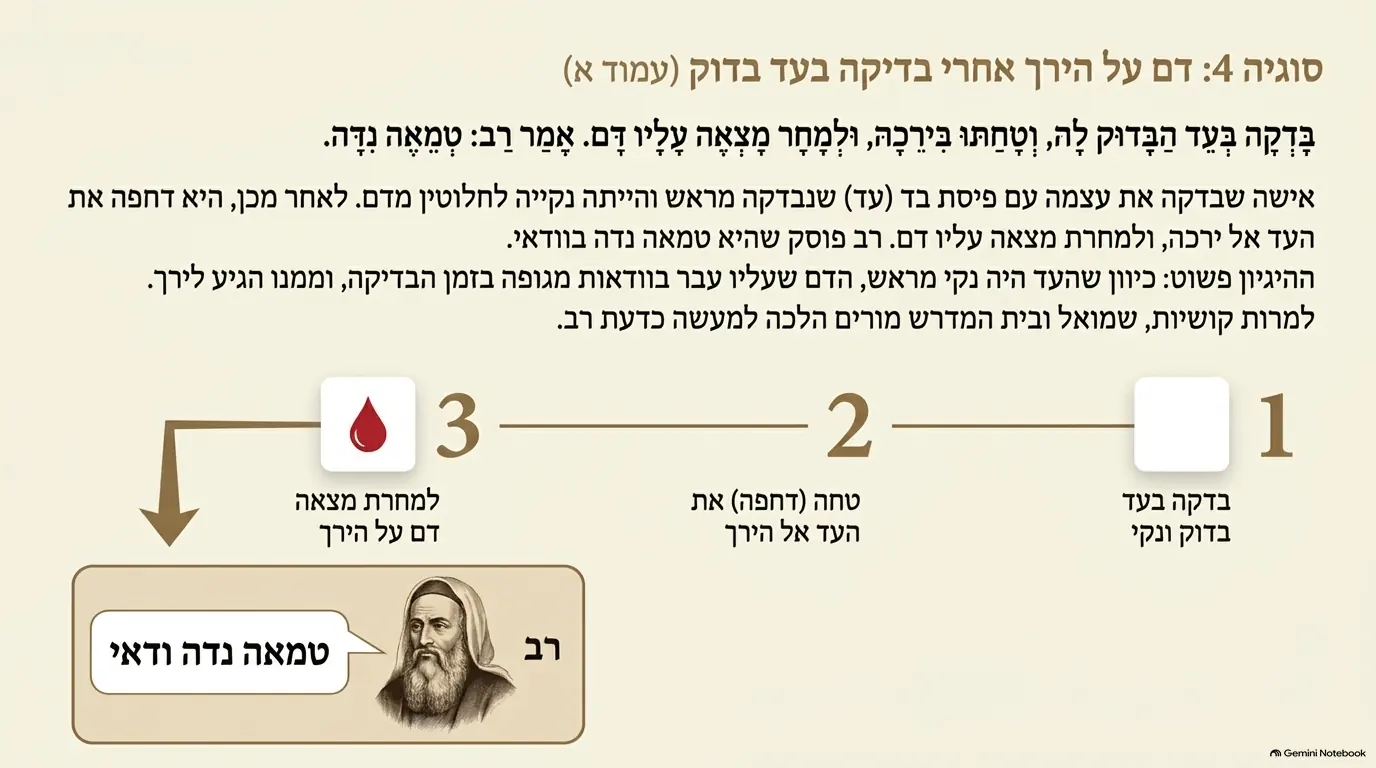 סוגיה 4: דם על הירך אחרי בדיקה בעד בדוק (עמוד א)
בָּדְקָה בְּעֵד הַבָּדוּק לָהּ, וְטָחַתּוּ בִּירֵכָהּ, וּלְמָחָר מָצְאָה עָלָיו דָּם. אָמַר רַב: טְמֵאָה נִדָּה.
אישה שבדקה את עצמה עם פיסת בד (עד) שנבדקה מראש והייתה נקייה לחלוטין מדם. לאחר מכן, היא דחפה את
העד אל ירכה, ולמחרת מצאה עליו דם. רב פוסק שהיא טמאה נדה בוודאי.
ההיגיון פשוט: כיוון שהעד היה נקי מראש, הדם שעליו עבר בוודאות מגופה בזמן הבדיקה, וממנו הגיע לירך.
למרות קושיות, שמואל ובית המדרש מורים הלכה למעשה כדעת רב.
1
בדקה בעד
בדוק ונקי
2
טחה (דחפה) את
העד אל הירך
3
למחרת מצאה
דם על הירך
רב
טמאה נדה ודאי
Gemini Notebook